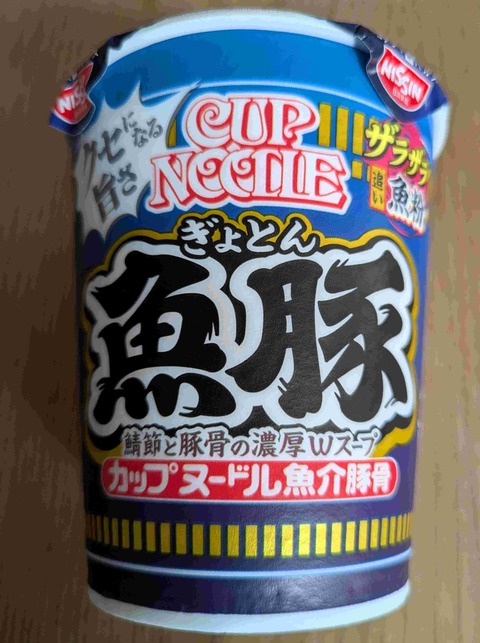 NISSIN
NISSIN
クセになる
旨さ
CUP
NOODLE
ザラザラ
追い
魚粉
ぎょとん
魚豚
鯖節と豚骨の濃厚Wスープ
カップヌードル魚介豚骨